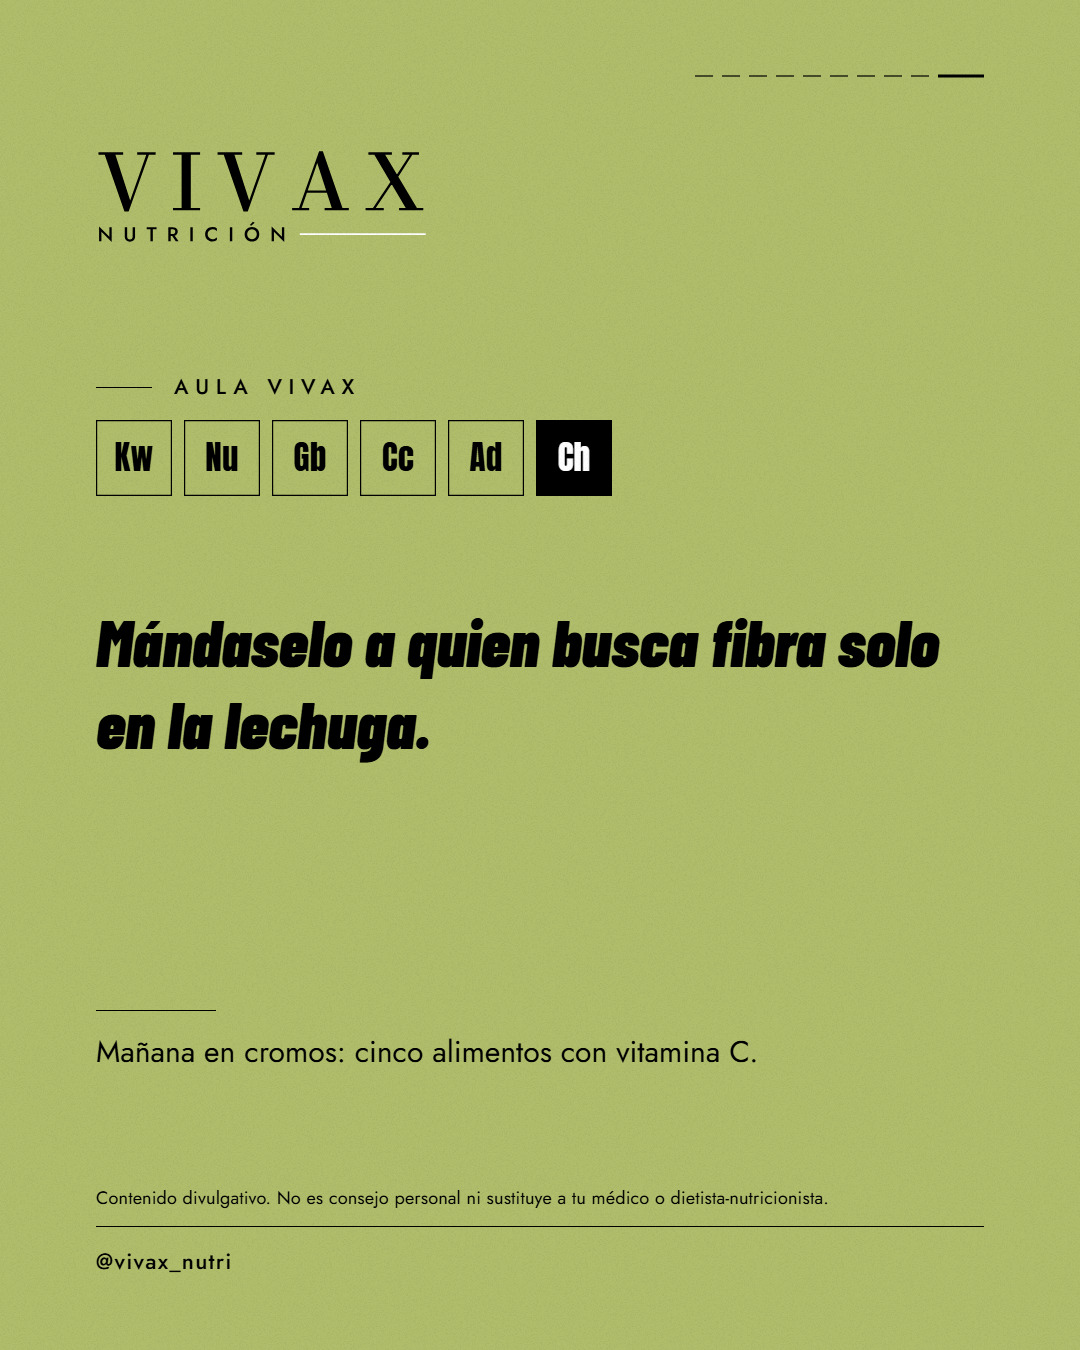 VIVAX
NUTRICIÓN
AULA VIVAX
Kw Nu Gb Cc Ad Ch
Mándaselo a quien busca fibra solo
en la lechuga.
Mañana en cromos: cinco alimentos con vitamina C.
Contenido divulgativo. No es consejo personal ni sustituye a tu médico o dietista-nutricionista.
@vivax_nutri